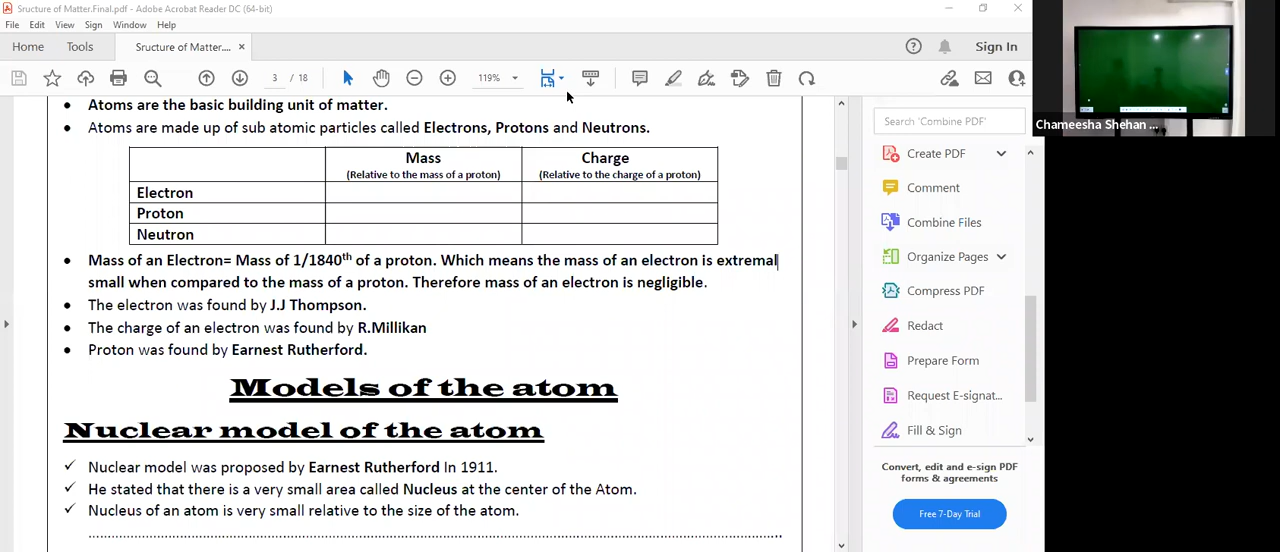 Sructure of Matter.Final.pdf - Adobe Acrobat Reader DC (64-bit)
File Edit View Sign Window Help
Home Tools Sructure of Matter.... × Sign In
3 / 18 119%
• Atoms are the basic building unit of matter.
• Atoms are made up of sub atomic particles called Electrons, Protons and Neutrons.
Mass Charge
(Relative to the mass of a proton) (Relative to the charge of a proton)
Electron
Proton
Neutron
• Mass of an Electron= Mass of 1/1840th of a proton. Which means the mass of an electron is extremal
small when compared to the mass of a proton. Therefore mass of an electron is negligible.
• The electron was found by J.J Thompson.
• The charge of an electron was found by R.Millikan
• Proton was found by Earnest Rutherford.
Models of the atom
Nuclear model of the atom
✓ Nuclear model was proposed by Earnest Rutherford In 1911.
✓ He stated that there is a very small area called Nucleus at the center of the Atom.
✓ Nucleus of an atom is very small relative to the size of the atom.
Search 'Combine PDF'
Create PDF
Comment
Combine Files
Organize Pages
Compress PDF
Redact
Prepare Form
Request E-signat...
Fill & Sign
Convert, edit and e-sign PDF
forms & agreements
Free 7-Day Trial
Chameesha Shehan ...